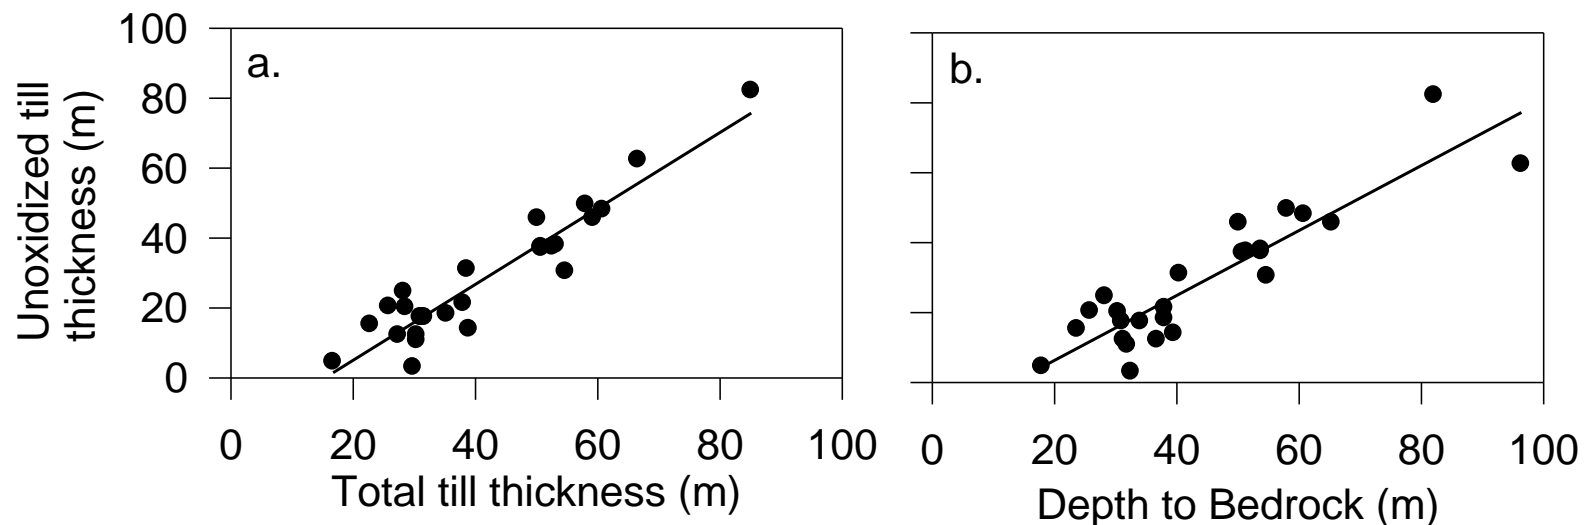 Unoxidized till
thickness (m)
100
80
60
40
20
0
a.
0 20 40 60 80 100
Total till thickness (m)
b.
0 20 40 60 80 100
Depth to Bedrock (m)